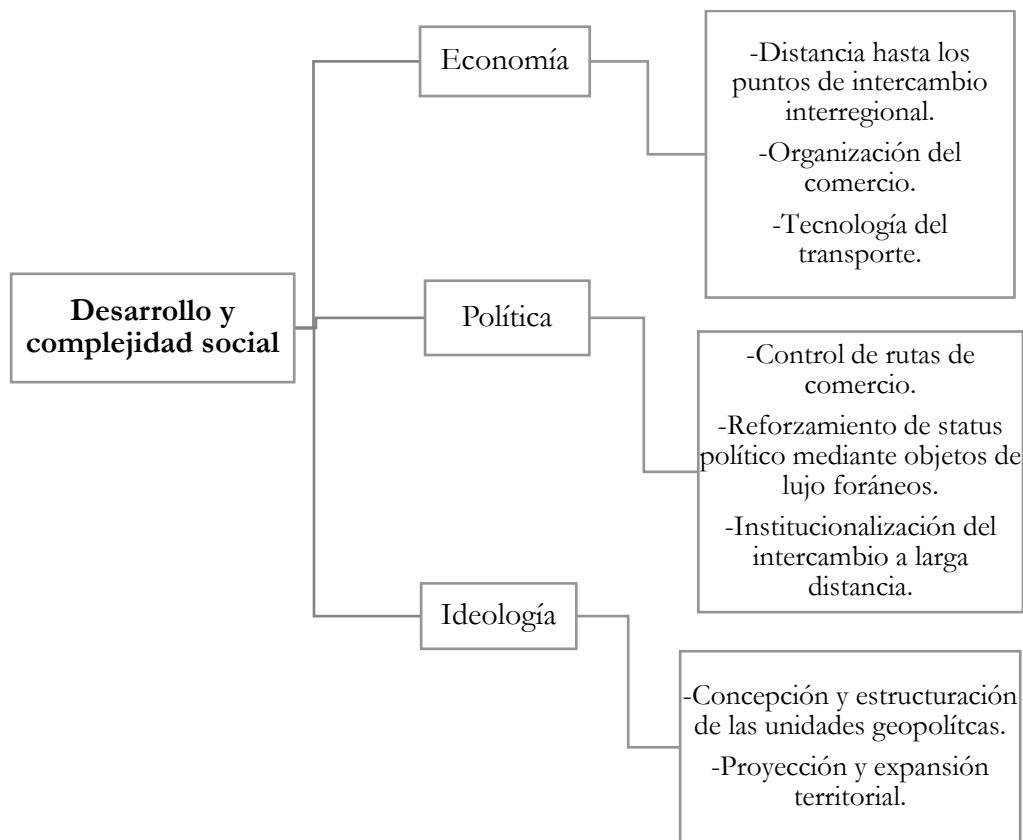 Economía
-Distancia hasta los
puntos de intercambio
interregional.
-Organización del
comercio.
-Tecnología del
transporte.
Desarrollo y
complejidad social
Política
-Control de rutas de
comercio.
-Reforzamiento de status
político mediante objetos de
lujo foráneos.
-Institucionalización del
intercambio a larga
distancia.
Ideología
-Concepción y estructuración
de las unidades geopolítcas.
-Proyección y expansión
territorial.